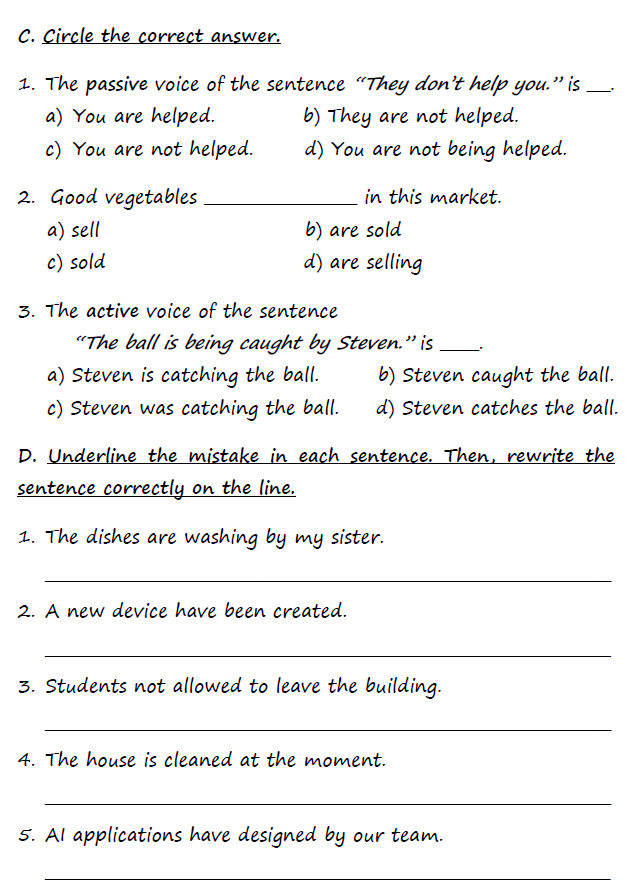 C. Circle the correct answer.
1. The passive voice of the sentence “They don’t help you.” is __.
a) You are helped. b) They are not helped.
c) You are not helped. d) You are not being helped.
2. Good vegetables ______________ in this market.
a) sell b) are sold
c) sold d) are selling
3. The active voice of the sentence
“The ball is being caught by Steven.” is ____.
a) Steven is catching the ball. b) Steven caught the ball.
c) Steven was catching the ball. d) Steven catches the ball.
D. Underline the mistake in each sentence. Then, rewrite the
sentence correctly on the line.
1. The dishes are washing by my sister.
2. A new device have been created.
3. Students not allowed to leave the building.
4. The house is cleaned at the moment.
5. AI applications have designed by our team.